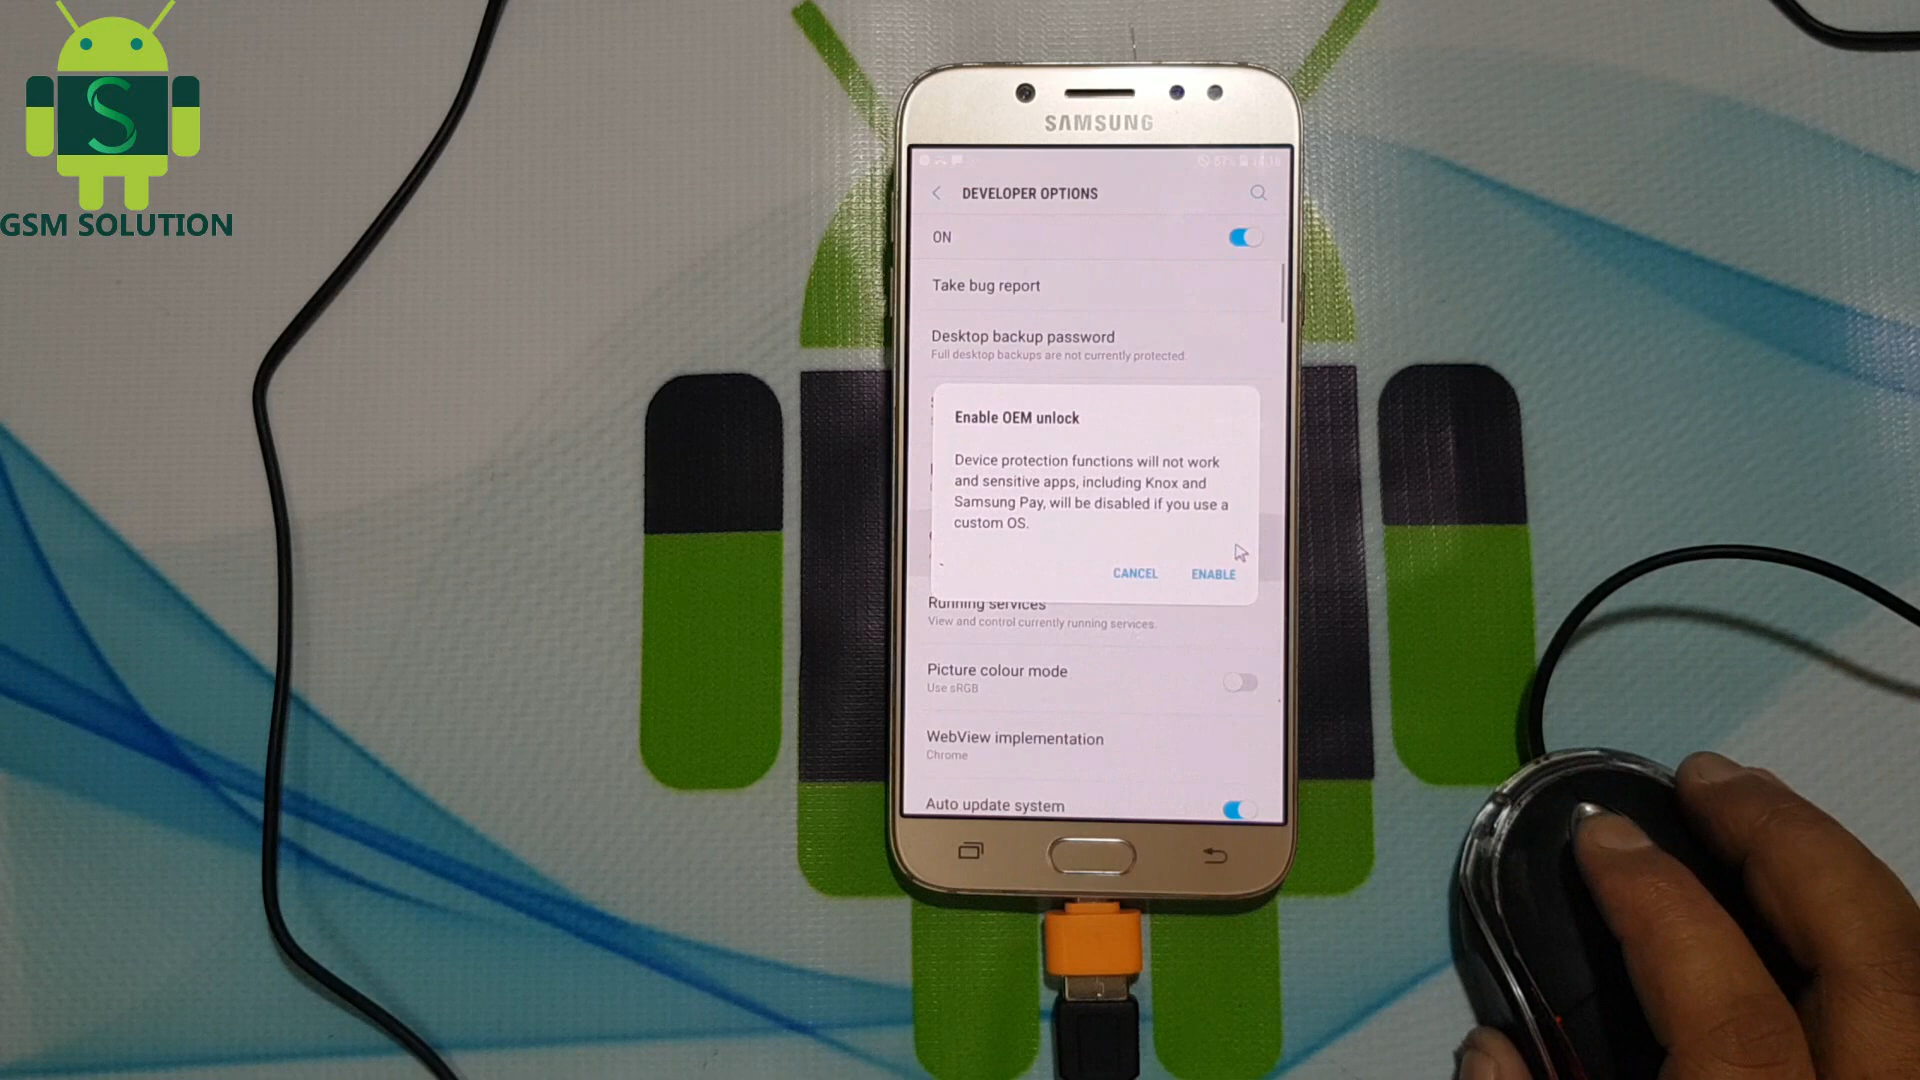 S
GSM SOLUTION
SAMSUNG
DEVELOPER OPTIONS
ON
Take bug report
Desktop backup password
Full desktop backups are not currently protected.
Enable OEM unlock
Device protection functions will not work
and sensitive apps, including Knox and
Samsung Pay, will be disabled if you use a
custom OS.
CANCEL ENABLE
Running services
View and control currently running services.
Picture colour mode
Use sRGB
WebView implementation
Chrome
Auto update system